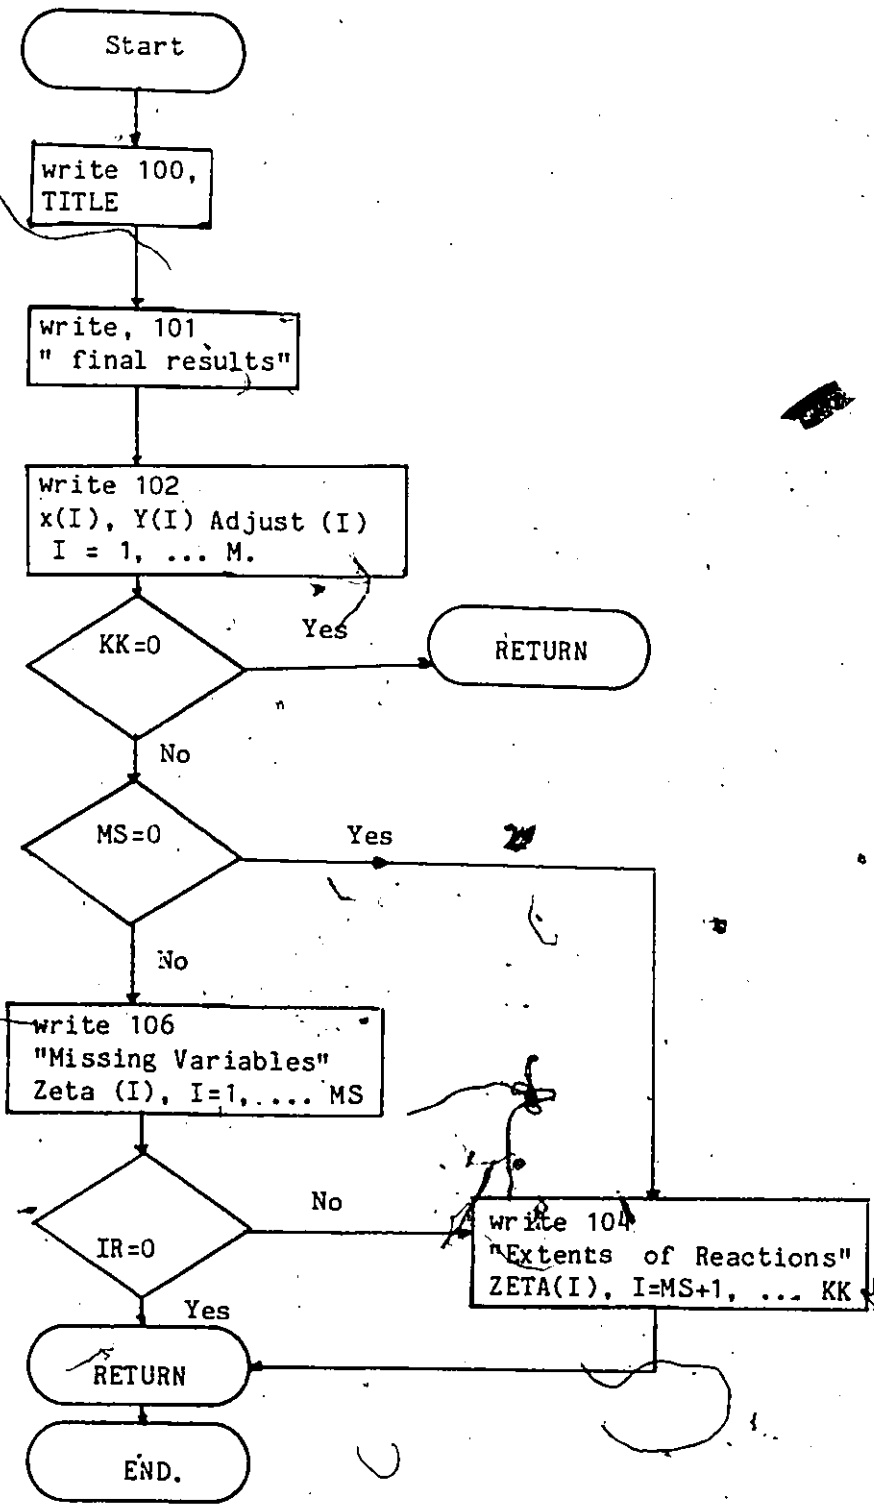 Start
write 100,
TITLE
write, 101
" final results"
write 102
x(I), Y(I) Adjust (I)
I = 1, ... M.
KK=0
Yes
RETURN
No
MS=0
Yes
No
write 106
"Missing Variables"
Zeta (I), I=1, .... MS
IR=0
No
write 104
"Extents of Reactions"
ZETA(I), I=MS+1, ... KK
Yes
RETURN
END.